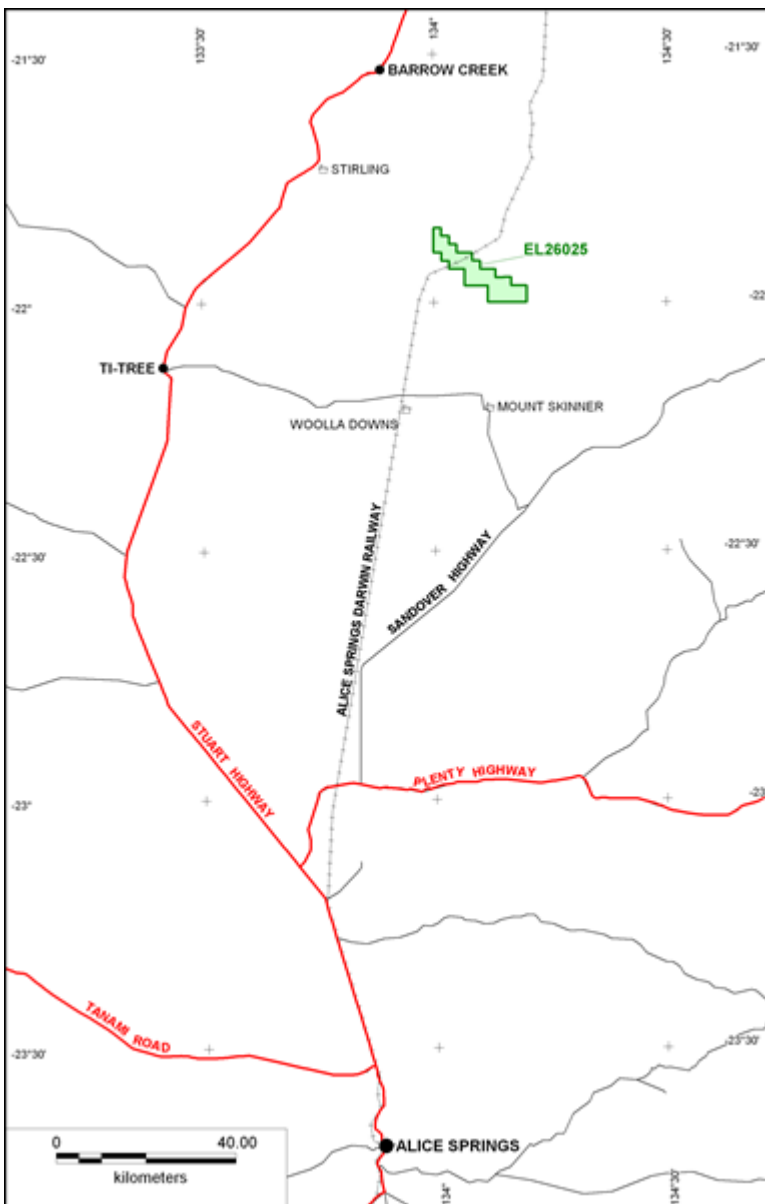 133°30'
134°
134°30'
-21°30'
-21°30'
BARROW CREEK
STIRLING
EL26025
-22°
-22
TI-TREE
WOOLLA DOWNS
MOUNT SKINNER
ALICE SPRINGS DARWIN RAILWAY
SANDOVER HIGHWAY
-22°30'
-22°30'
STUART HIGHWAY
PLENTY HIGHWAY
-23°
-23
TANAMI ROAD
-23°30'
-23°30'
0 40.00
kilometers
ALICE SPRINGS
134°
134°30'